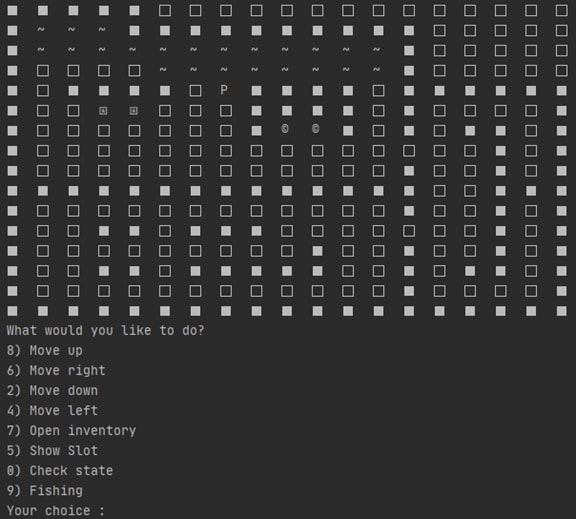 ■ ■ ■ ■ ■ □ □ □ □ □ □ □ □ □ □ □ □ □ □
■ ~ ~ ~ ■ ■ ■ ■ ■ ■ ■ ■ ■ ■ □ □ □ □ □
■ ~ ~ ~ ~ ~ ~ ~ ~ ~ ~ ~ ~ ■ □ □ □ □ □
■ □ □ □ □ ~ ~ ~ ~ ~ ~ ~ ~ ■ □ □ □ □ □
■ □ ■ ■ ■ ■ □ P ■ ■ ■ ■ □ ■ ■ ■ ■ ■ ■
■ □ □ ▣ ▣ □ □ □ ■ ■ ■ ■ □ ■ □ □ □ □ ■
■ □ □ □ □ □ □ □ ■ © © ■ □ ■ □ ■ ■ □ ■
■ □ □ □ □ □ □ □ □ □ □ □ □ □ □ □ ■ □ ■
■ □ □ □ □ □ □ □ □ □ □ □ □ ■ □ □ ■ □ ■
■ ■ ■ ■ ■ ■ ■ ■ ■ ■ ■ ■ ■ ■ □ □ ■ ■ ■
■ □ □ □ □ □ □ □ □ □ □ □ □ ■ □ □ ■ □ ■
■ □ □ ■ ■ □ ■ ■ ■ □ ■ ■ □ □ □ □ ■ □ ■
■ □ □ □ □ □ □ □ □ □ ■ □ □ ■ □ □ ■ □ ■
■ □ □ ■ ■ □ ■ ■ ■ ■ ■ □ □ ■ □ ■ ■ □ ■
■ □ □ □ □ □ □ □ □ □ □ □ □ ■ □ □ □ □ ■
■ ■ ■ ■ ■ ■ ■ ■ ■ ■ ■ ■ ■ ■ ■ ■ ■ ■ ■
What would you like to do?
8) Move up
6) Move right
2) Move down
4) Move left
7) Open inventory
5) Show Slot
0) Check state
9) Fishing
Your choice :